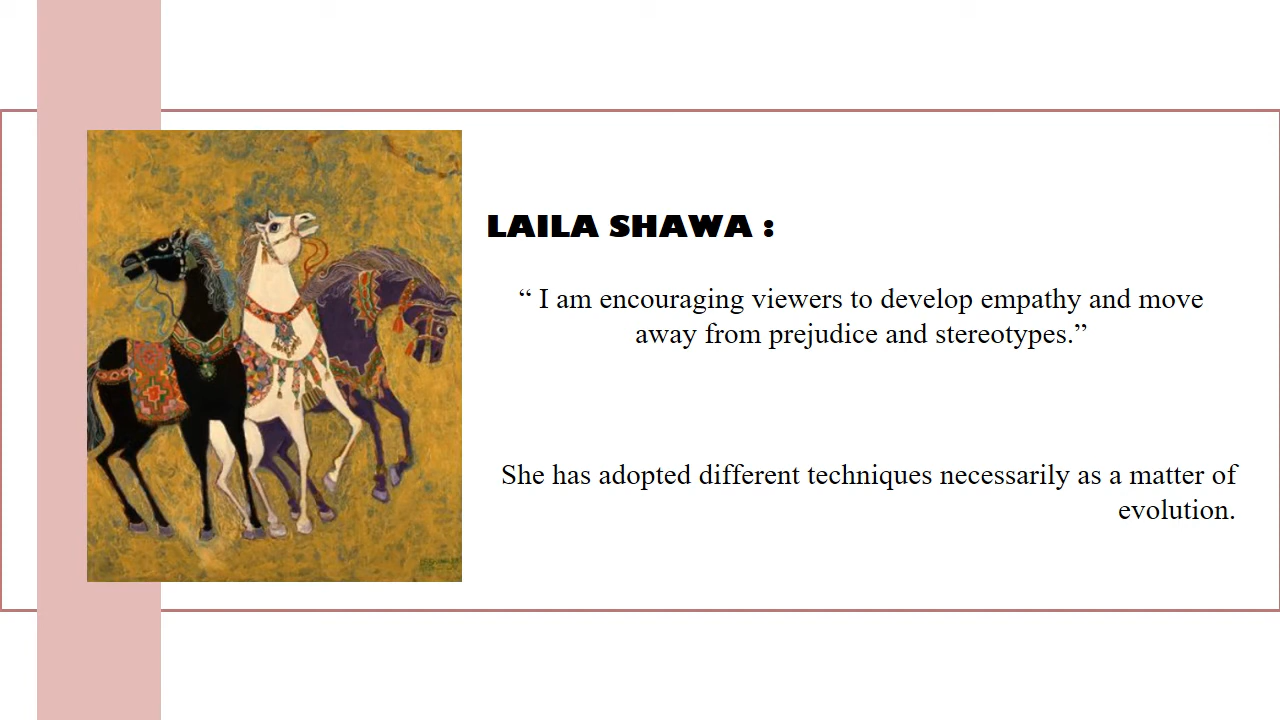 LAILA SHAWA :
“ I am encouraging viewers to develop empathy and move
away from prejudice and stereotypes.”
She has adopted different techniques necessarily as a matter of
evolution.